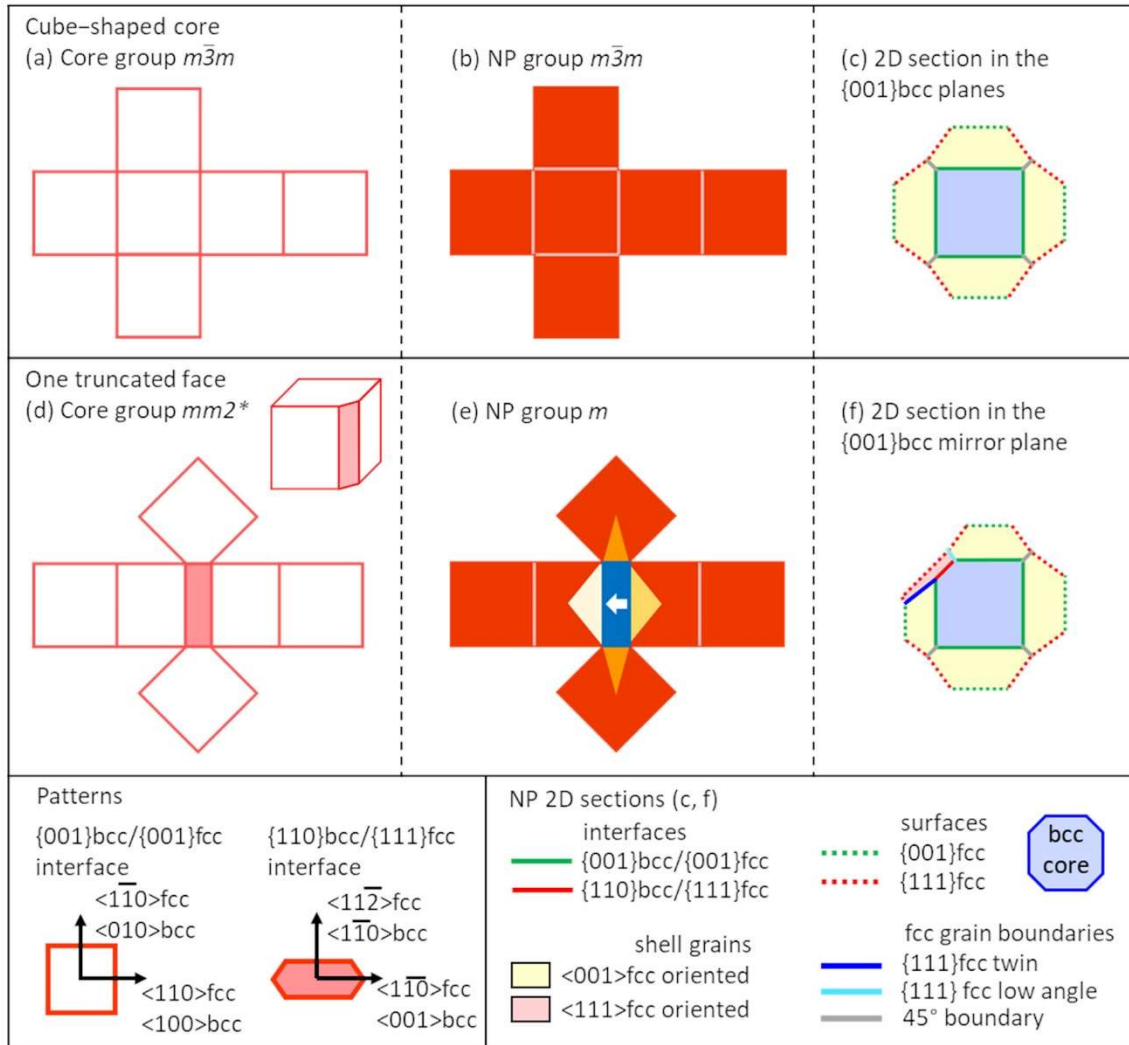 Cube–shaped core
(a) Core group m3̅m
(b) NP group m3̅m
(c) 2D section in the
{001}bcc planes
One truncated face
(d) Core group mm2*
(e) NP group m
(f) 2D section in the
{001}bcc mirror plane
Patterns
{001}bcc/{001}fcc
interface
<11̅0>fcc
<010>bcc
<110>fcc
<100>bcc
{110}bcc/{111}fcc
interface
<112̅>fcc
<11̅0>bcc
<11̅0>fcc
<001>bcc
NP 2D sections (c, f)
interfaces
{001}bcc/{001}fcc
{110}bcc/{111}fcc
surfaces
{001}fcc
{111}fcc
bcc
core
shell grains
<001>fcc oriented
<111>fcc oriented
fcc grain boundaries
{111}fcc twin
{111} fcc low angle
45° boundary